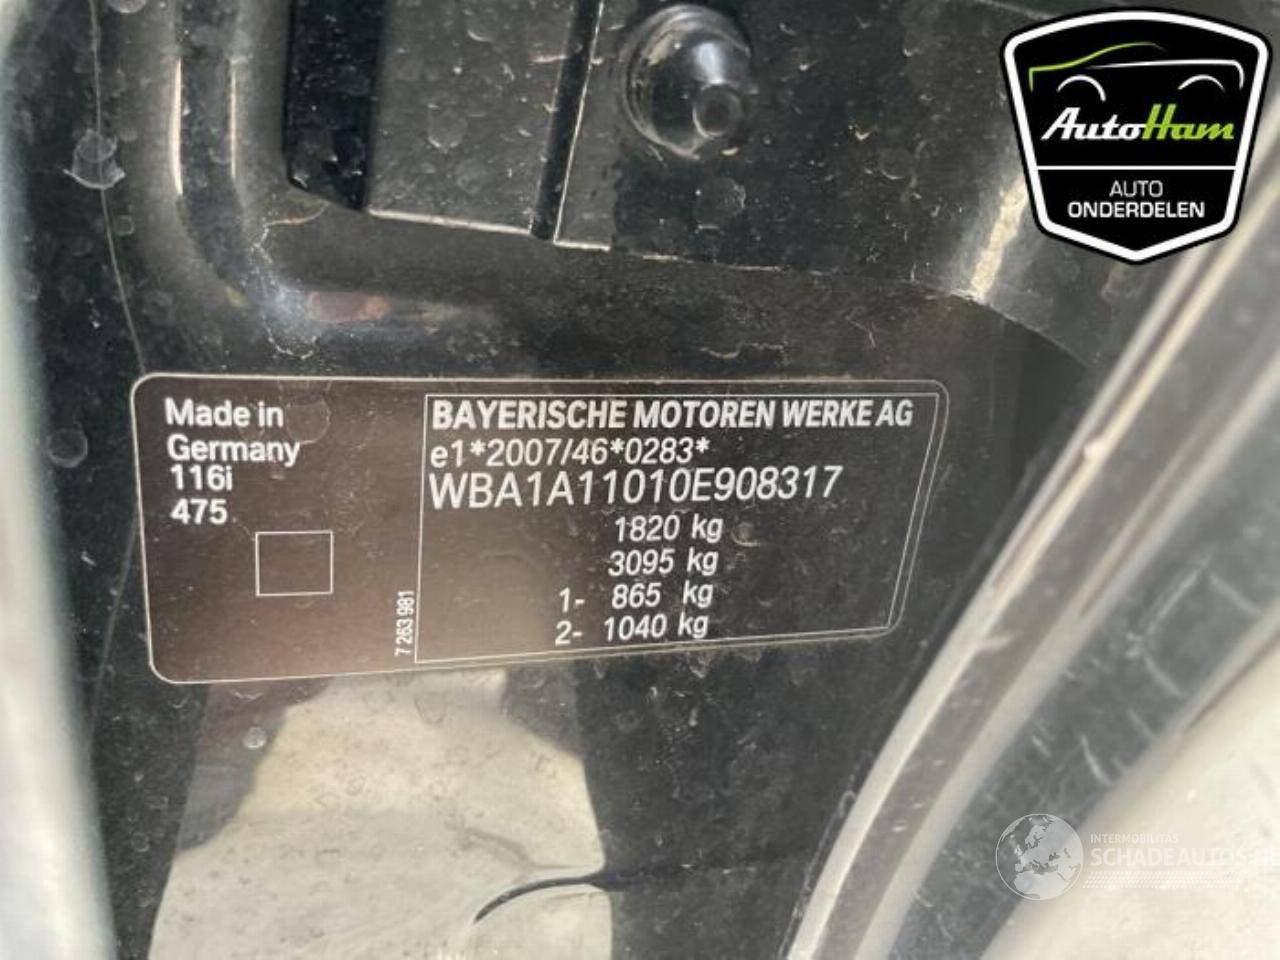 AutoHam
AUTO
ONDERDELEN
Made in
Germany
116i
475
7 263 981
BAYERISCHE MOTOREN WERKE AG
e1*2007/46*0283*
WBA1A11010E908317
1820 kg
3095 kg
1- 865 kg
2- 1040 kg
INTERMOBILITAS
SCHADEAUTOS